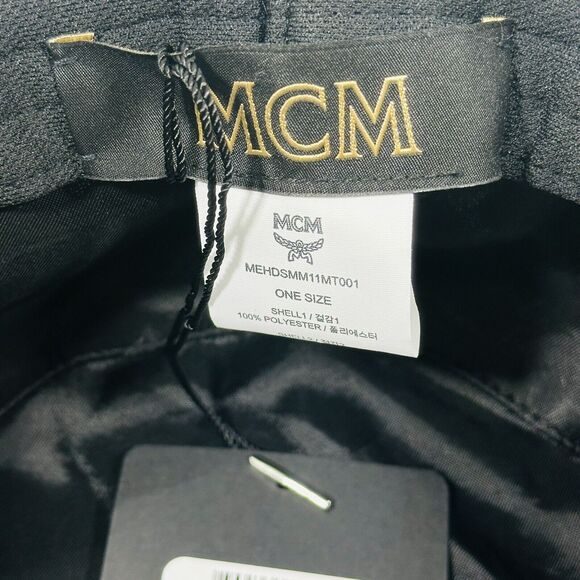 MCM
MCM
MEHDSMM11MT001
ONE SIZE
SHELL1 / 겉감1
100% POLYESTER / 폴리에스터